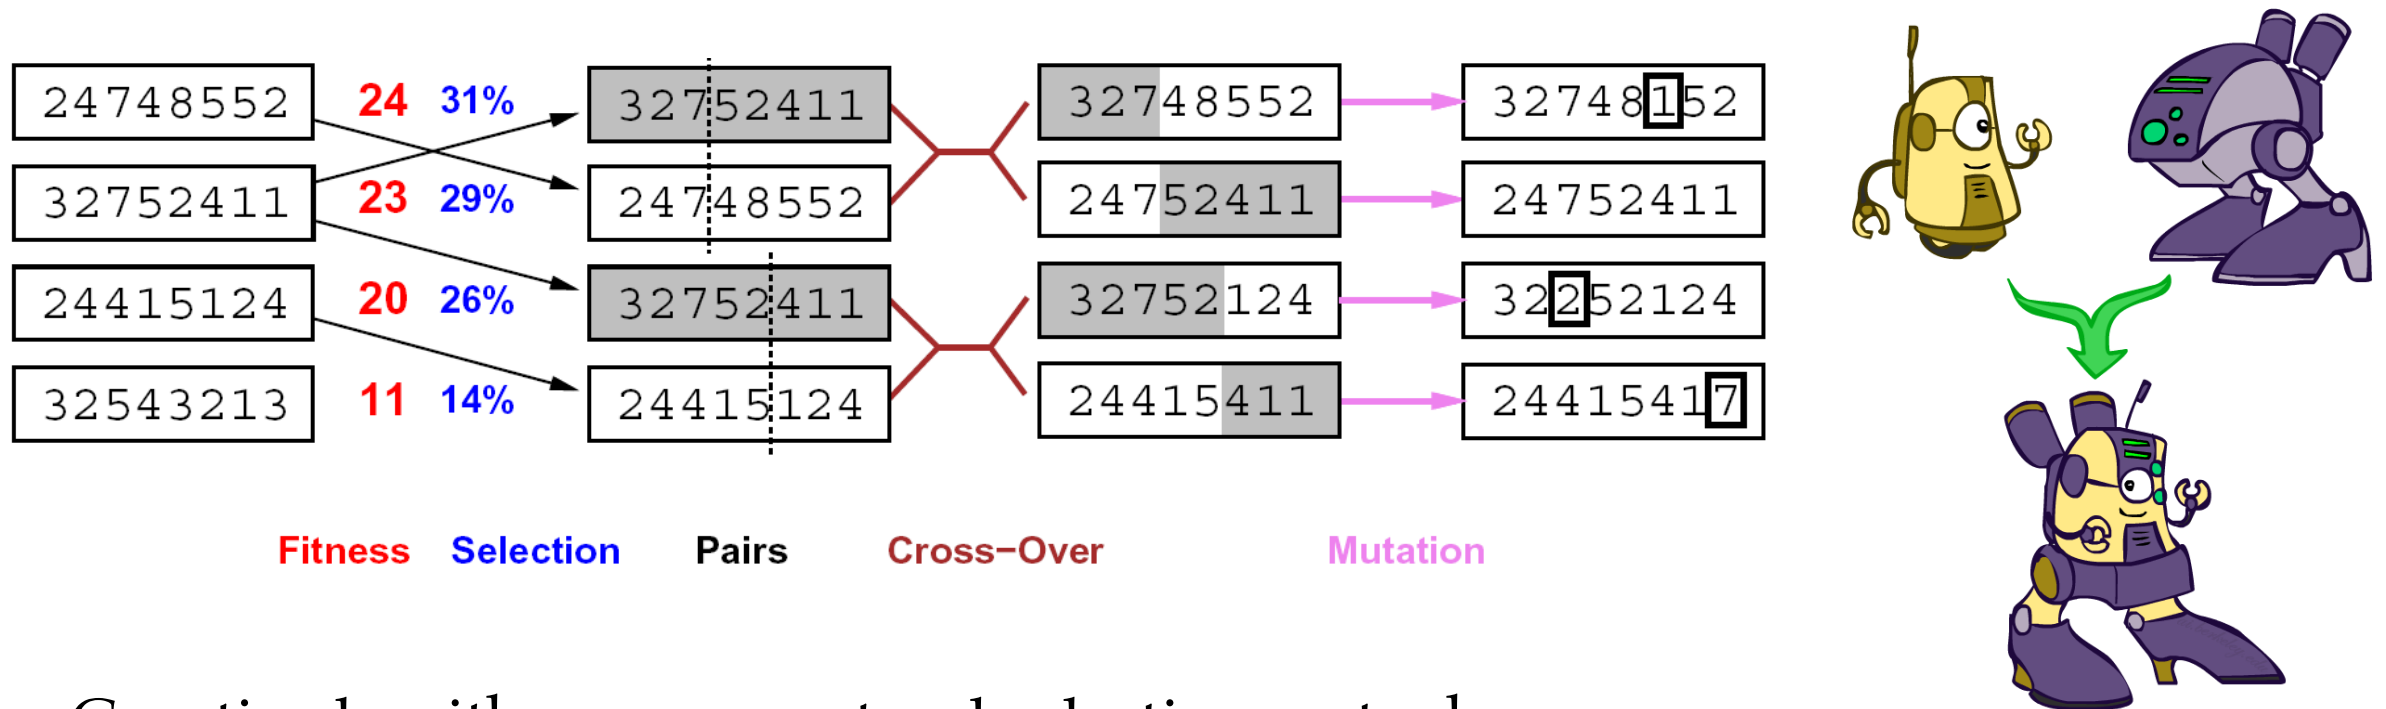 24748552 24 31% 32752411 32748552 32748152
32752411 23 29% 24748552 24752411 24752411
24415124 20 26% 32752411 32752124 32252124
32543213 11 14% 24415124 24415411 24415417
Fitness Selection Pairs Cross-Over Mutation